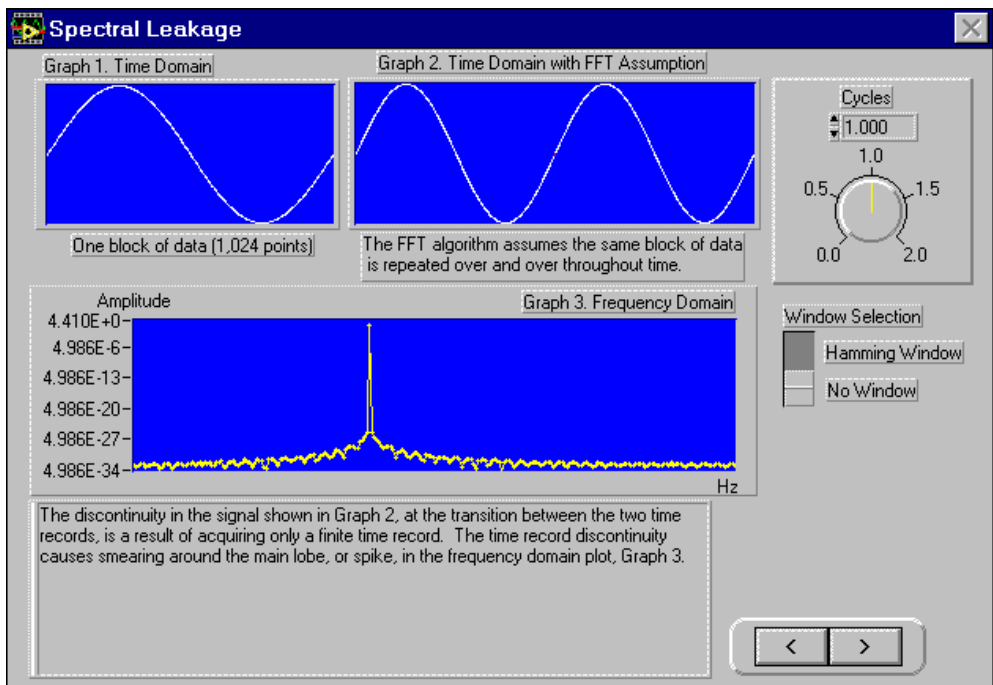 Spectral Leakage
Graph 1. Time Domain
Graph 2. Time Domain with FFT Assumption
One block of data (1,024 points)
The FFT algorithm assumes the same block of data
is repeated over and over throughout time.
Cycles
1.000
1.0
0.5
1.5
0.0
2.0
Amplitude
Graph 3. Frequency Domain
4.410E+0
4.986E-6
4.986E-13
4.986E-20
4.986E-27
4.986E-34
Hz
Window Selection
Hamming Window
No Window
The discontinuity in the signal shown in Graph 2, at the transition between the two time
records, is a result of acquiring only a finite time record.  The time record discontinuity
causes smearing around the main lobe, or spike, in the frequency domain plot, Graph 3.
< >